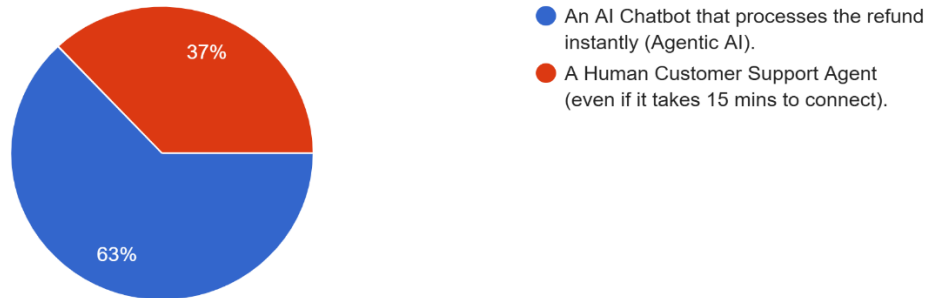 37%
63%
An AI Chatbot that processes the refund
instantly (Agentic AI).
A Human Customer Support Agent
(even if it takes 15 mins to connect).